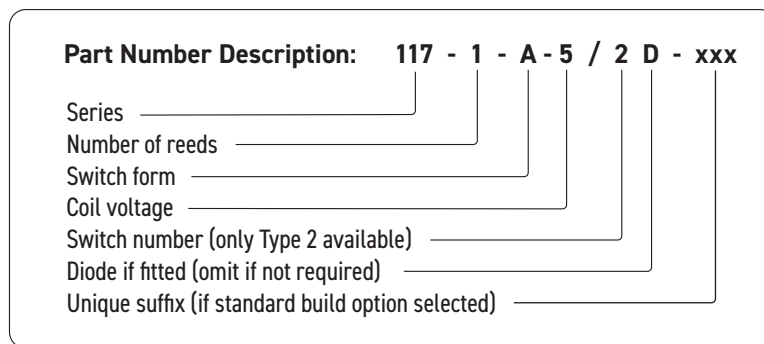 Part Number Description: 117 - 1 - A - 5 / 2 D - xxx
Series
Number of reeds
Switch form
Coil voltage
Switch number (only Type 2 available)
Diode if fitted (omit if not required)
Unique suffix (if standard build option selected)